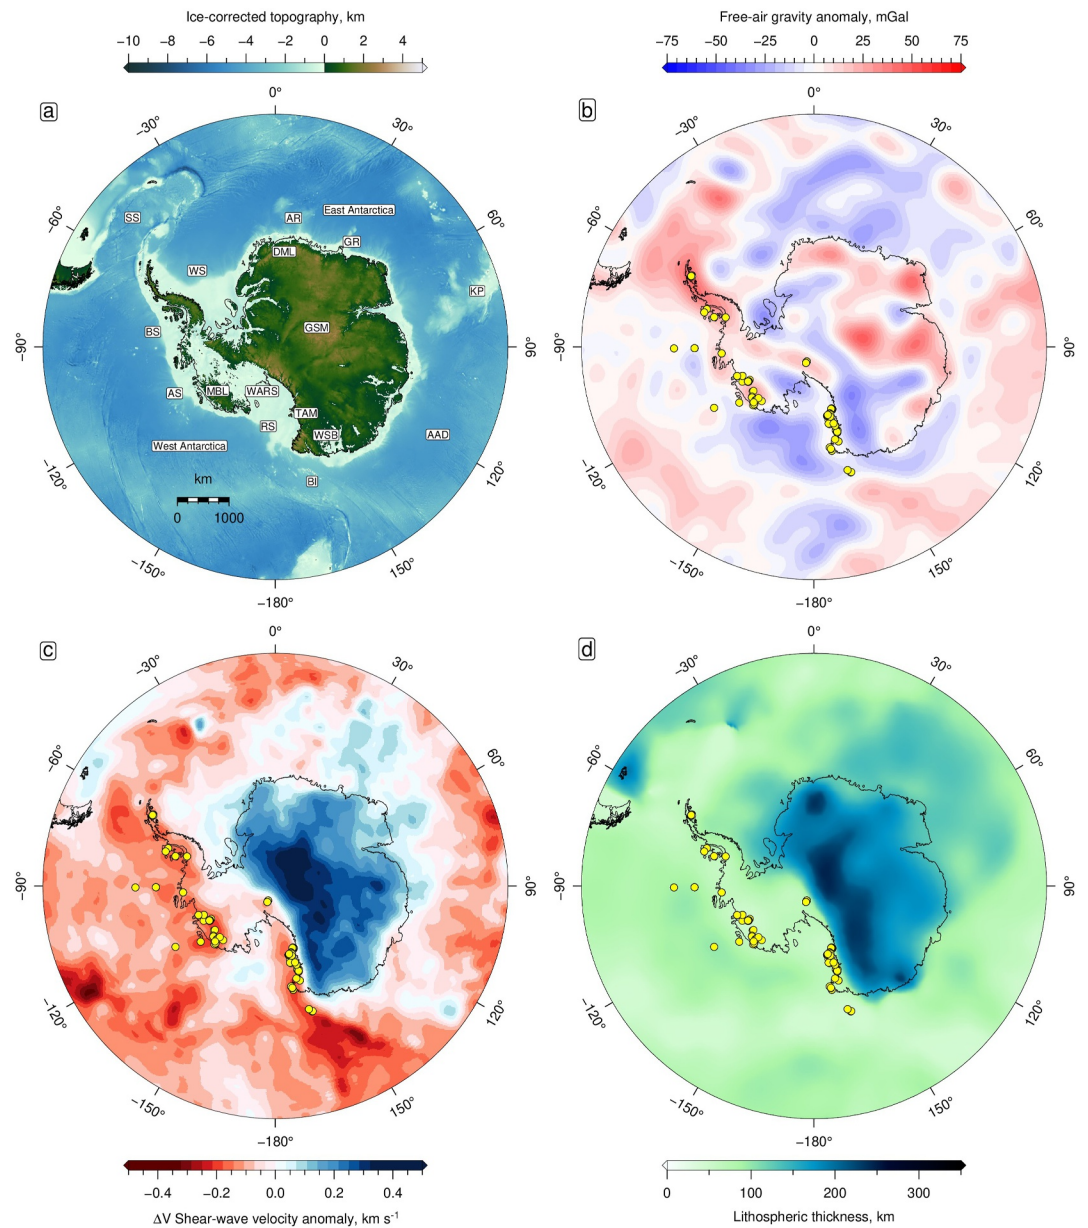 Ice-corrected topography, km
−10 −8 −6 −4 −2 0 2 4
Free-air gravity anomaly, mGal
−75 −50 −25 0 25 50 75
a
0°
−30°
30°
−60°
60°
SS
AR
East Antarctica
GR
DML
WS
KP
GSM
BS
−90°
90°
AS
MBL
WARS
TAM
RS
WSB
AAD
West Antarctica
BI
−120°
120°
km
0 1000
−150°
150°
−180°
b
0°
−30°
30°
−60°
60°
−90°
90°
−120°
120°
−150°
150°
−180°
c
0°
−30°
30°
−60°
60°
−90°
90°
−120°
120°
−150°
150°
−180°
d
0°
−30°
30°
−60°
60°
−90°
90°
−120°
120°
−150°
150°
−180°
−0.4 −0.2 0.0 0.2 0.4
ΔV Shear-wave velocity anomaly, km s⁻¹
0 100 200 300
Lithospheric thickness, km